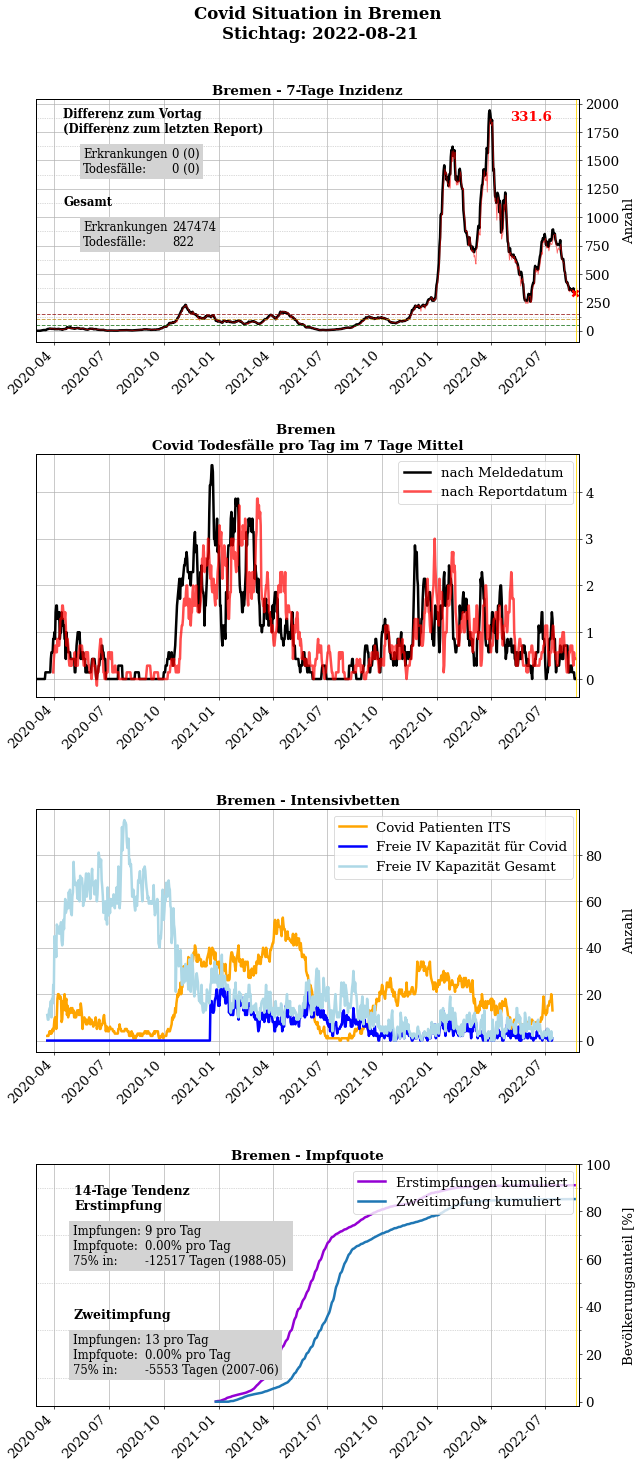 Covid Situation in Bremen
Stichtag: 2022-08-21
Bremen - 7-Tage Inzidenz
Differenz zum Vortag
(Differenz zum letzten Report)
Erkrankungen 0 (0)
Todesfälle: 0 (0)
Gesamt
Erkrankungen 247474
Todesfälle: 822
331.6
2000
1750
1500
1250
1000
750
500
250
0
Anzahl
2020-04 2020-07 2020-10 2021-01 2021-04 2021-07 2021-10 2022-01 2022-04 2022-07
Bremen
Covid Todesfälle pro Tag im 7 Tage Mittel
nach Meldedatum
nach Reportdatum
4
3
2
1
0
2020-04 2020-07 2020-10 2021-01 2021-04 2021-07 2021-10 2022-01 2022-04 2022-07
Bremen - Intensivbetten
Covid Patienten ITS
Freie IV Kapazität für Covid
Freie IV Kapazität Gesamt
80
60
40
20
0
Anzahl
2020-04 2020-07 2020-10 2021-01 2021-04 2021-07 2021-10 2022-01 2022-04 2022-07
Bremen - Impfquote
Erstimpfungen kumuliert
Zweitimpfung kumuliert
14-Tage Tendenz
Erstimpfung
Impfungen: 9 pro Tag
Impfquote: 0.00% pro Tag
75% in: -12517 Tagen (1988-05)
Zweitimpfung
Impfungen: 13 pro Tag
Impfquote: 0.00% pro Tag
75% in: -5553 Tagen (2007-06)
100
80
60
40
20
0
Bevölkerungsanteil [%]
2020-04 2020-07 2020-10 2021-01 2021-04 2021-07 2021-10 2022-01 2022-04 2022-07